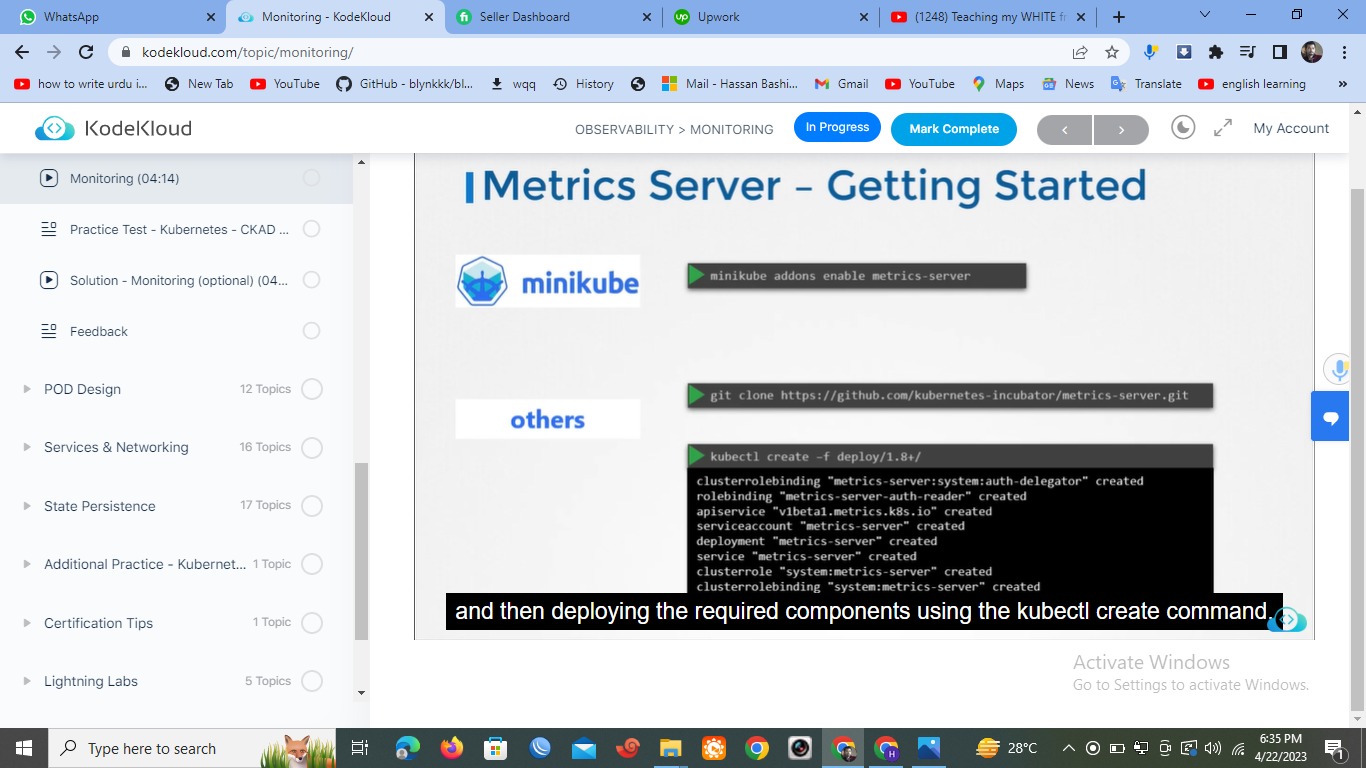 WhatsApp
Monitoring - KodeKloud
Seller Dashboard
Upwork
(1248) Teaching my WHITE fr
kodekloud.com/topic/monitoring/
how to write urdu i...
New Tab
YouTube
GitHub - blynkkk/bl...
wqq
History
Mail - Hassan Bashi...
Gmail
YouTube
Maps
News
Translate
english learning
KodeKloud
OBSERVABILITY > MONITORING
In Progress
Mark Complete
My Account
Monitoring (04:14)
Practice Test - Kubernetes - CKAD ...
Solution - Monitoring (optional) (04...
Feedback
POD Design 12 Topics
Services & Networking 16 Topics
State Persistence 17 Topics
Additional Practice - Kubernet... 1 Topic
Certification Tips 1 Topic
Lightning Labs 5 Topics
Metrics Server – Getting Started
minikube
minikube addons enable metrics-server
others
git clone https://github.com/kubernetes-incubator/metrics-server.git
kubectl create –f deploy/1.8+/
clusterrolebinding "metrics-server:system:auth-delegator" created
rolebinding "metrics-server-auth-reader" created
apiservice "v1beta1.metrics.k8s.io" created
serviceaccount "metrics-server" created
deployment "metrics-server" created
service "metrics-server" created
clusterrole "system:metrics-server" created
clusterrolebinding "system:metrics-server" created
and then deploying the required components using the kubectl create command.
Activate Windows
Go to Settings to activate Windows.
Type here to search
28°C
6:35 PM
4/22/2023
1